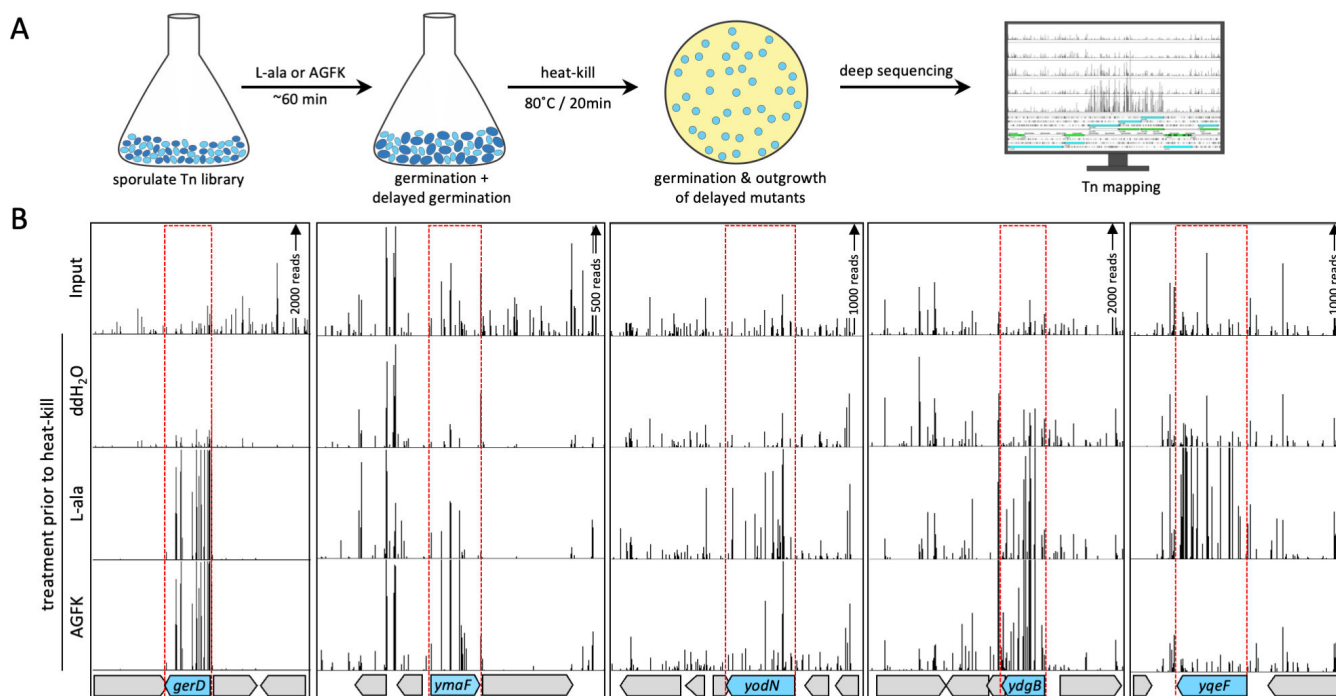 A
L-ala or AGFK
~60 min
heat-kill
80˚C / 20min
deep sequencing
sporulate Tn library
germination +
delayed germination
germination & outgrowth
of delayed mutants
Tn mapping
B
treatment prior to heat-kill
Input
ddH₂O
L-ala
AGFK
2000 reads
500 reads
1000 reads
2000 reads
1000 reads
gerD
ymaF
yodN
ydgB
yqeF